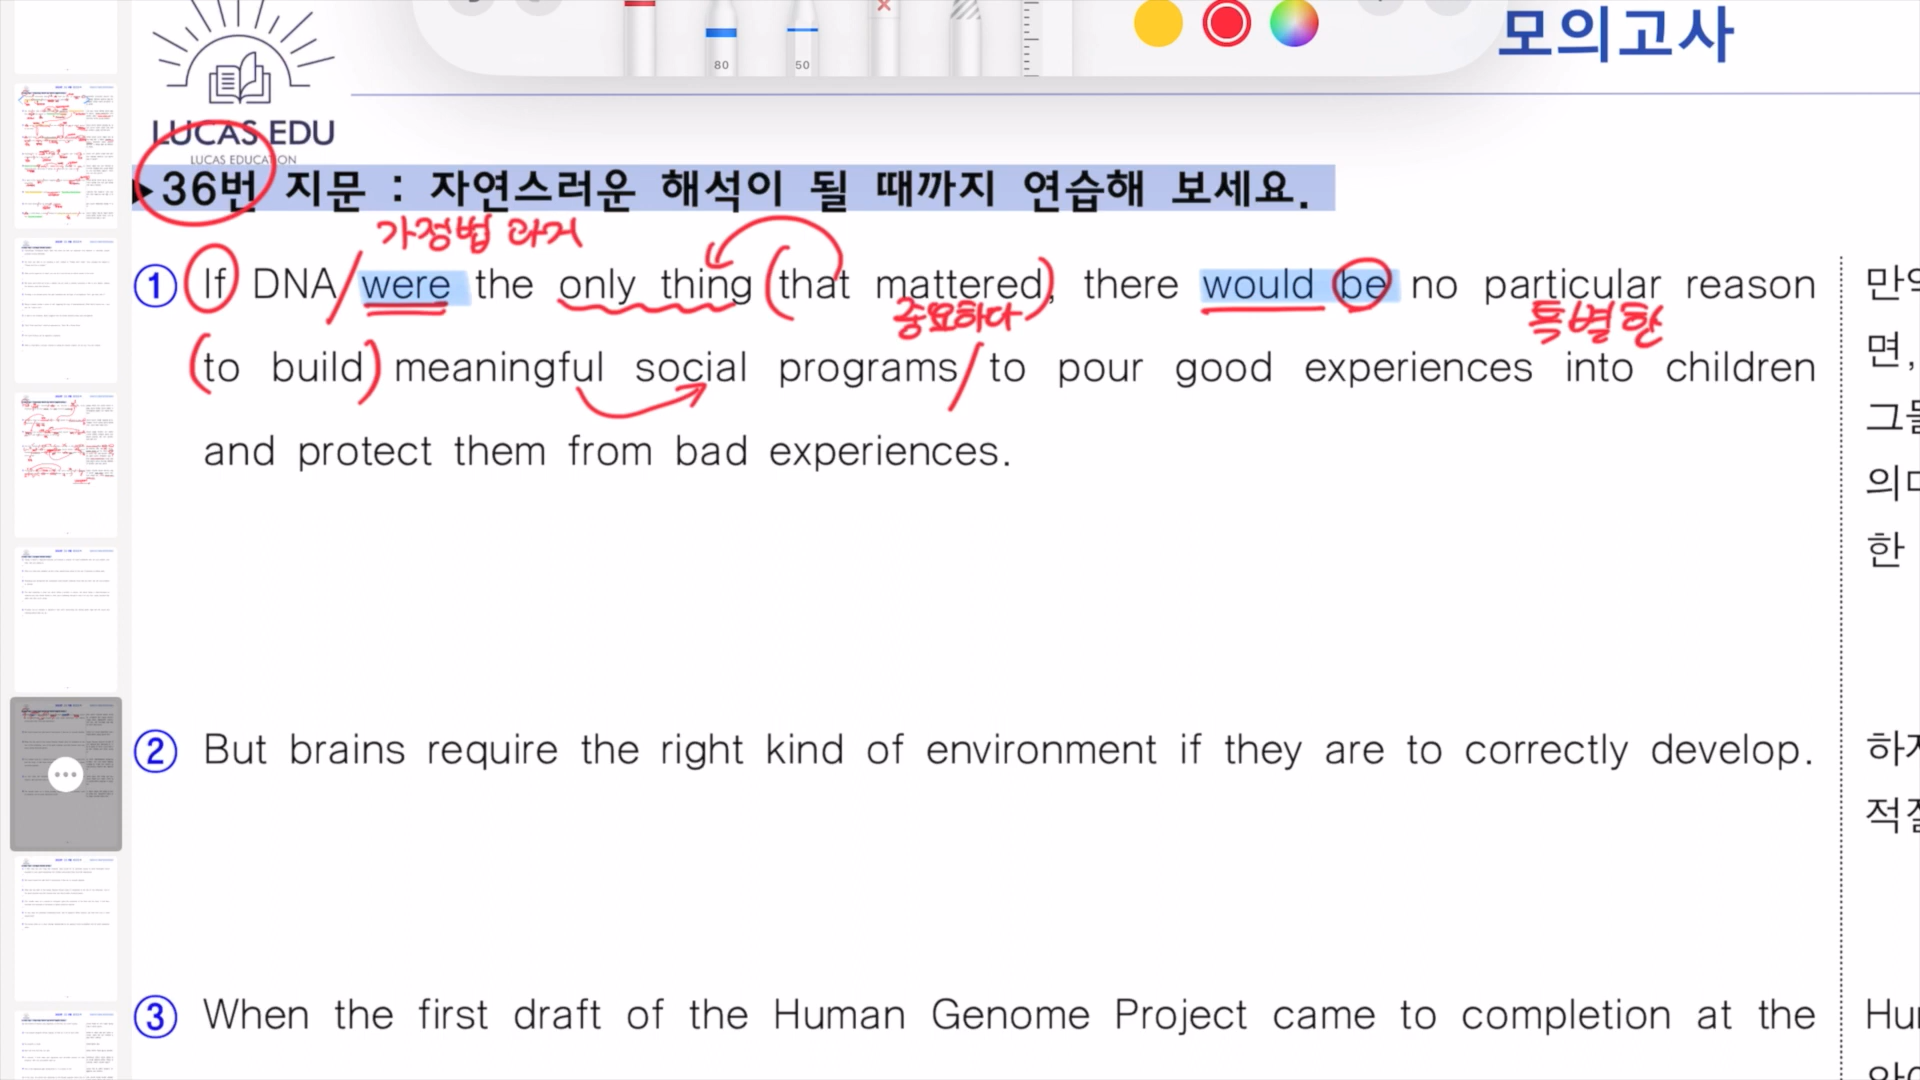 80
50
모의고사
LUCAS EDU
LUCAS EDUCATION
▶36번 지문 : 자연스러운 해석이 될 때까지 연습해 보세요.
가정법 과거
① If DNA were the only thing that mattered, there would be no particular reason
중요하다
특별한
to build meaningful social programs to pour good experiences into children
and protect them from bad experiences.
② But brains require the right kind of environment if they are to correctly develop.
③ When the first draft of the Human Genome Project came to completion at the
면,
한